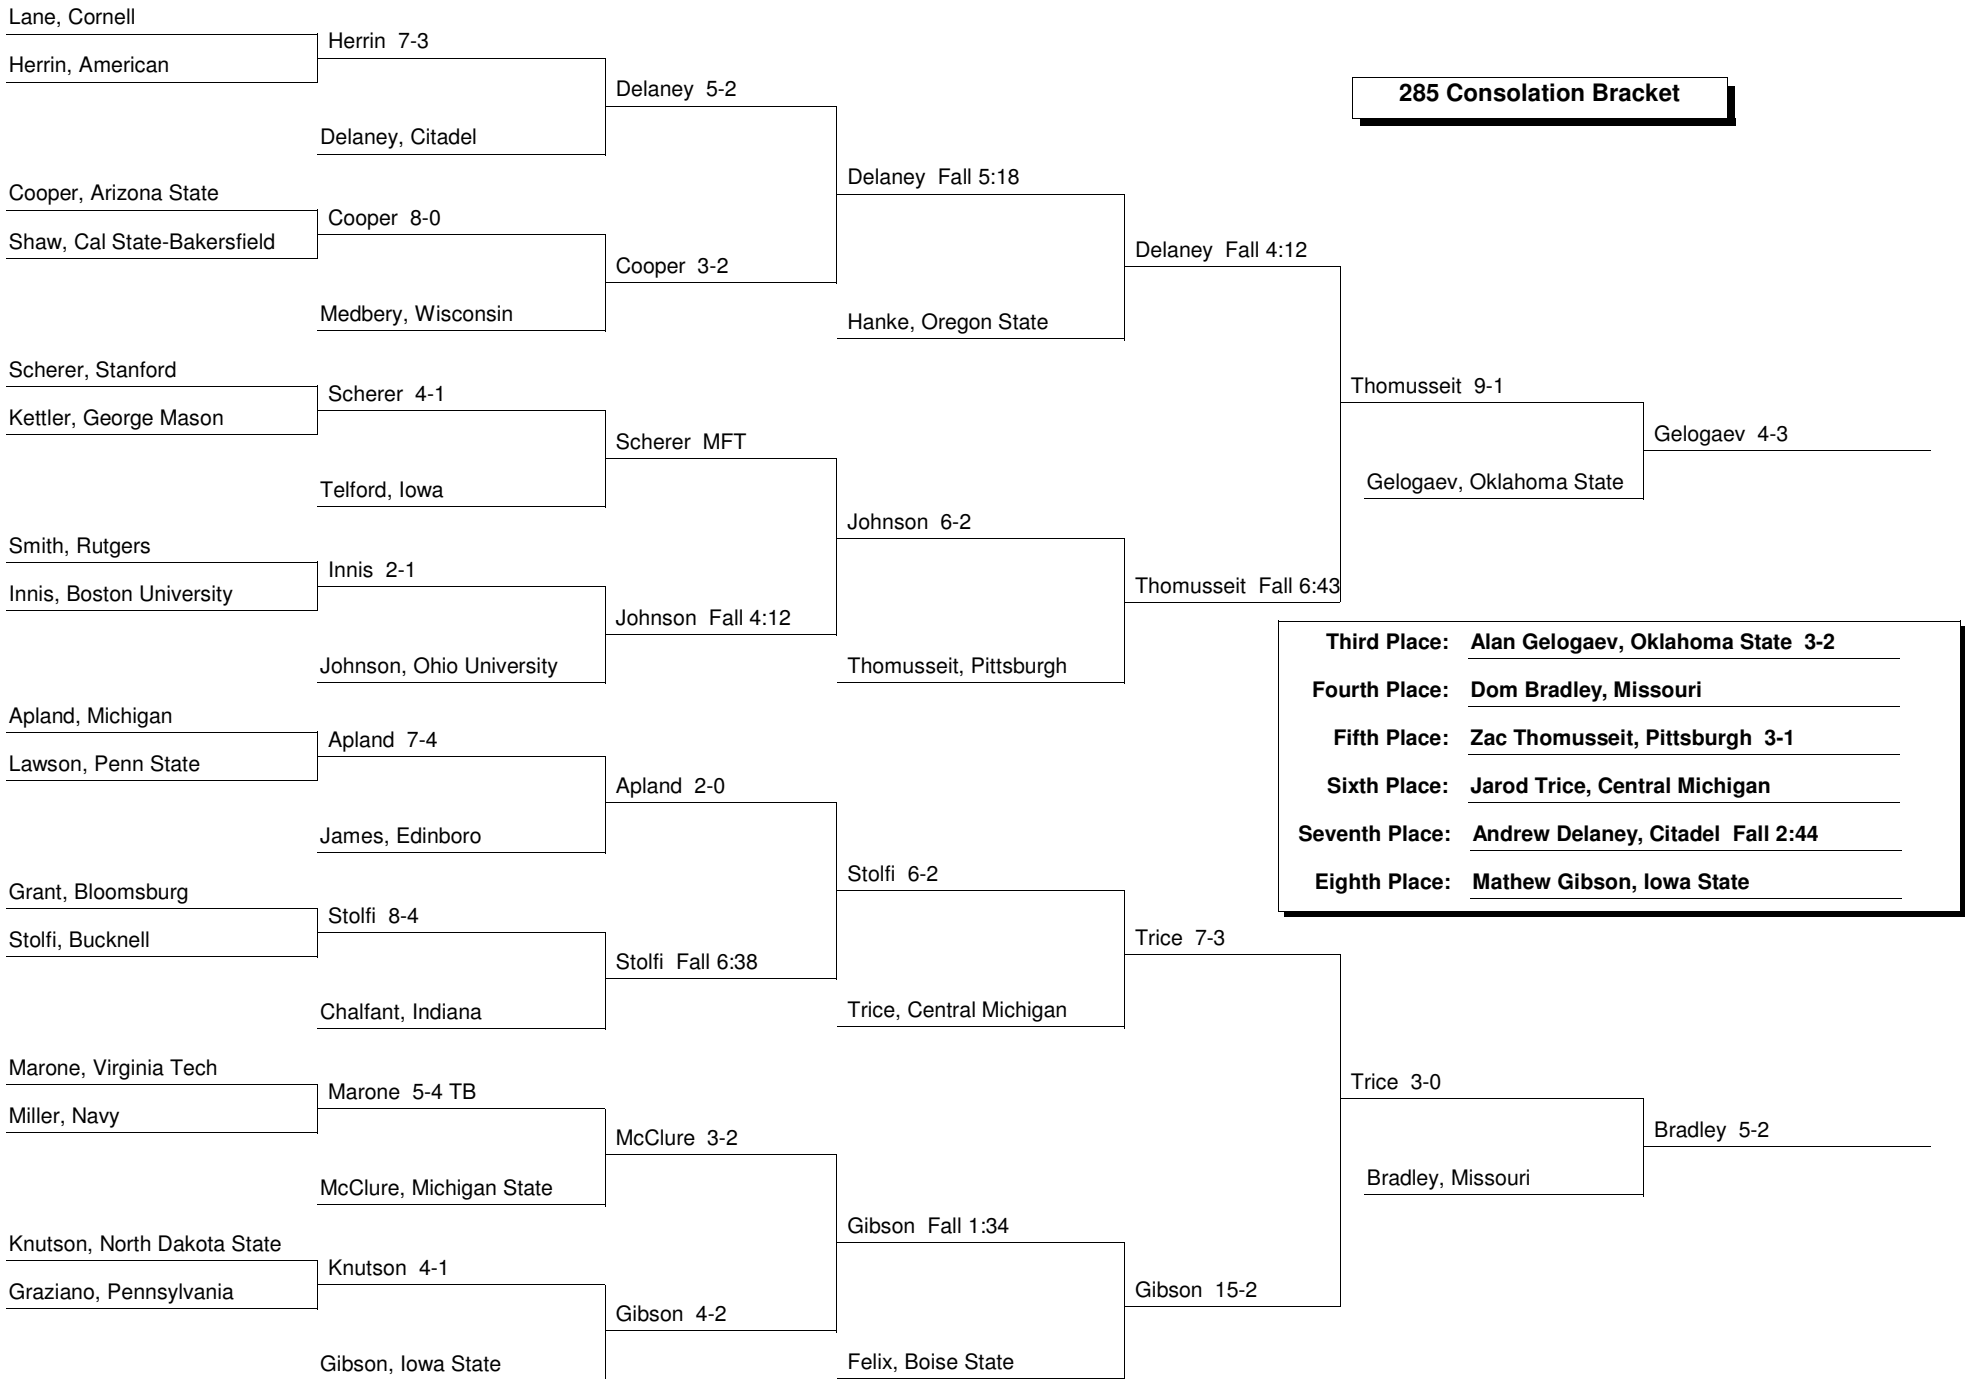 Lane, Cornell
Herrin 7-3
Herrin, American
Delaney 5-2
285 Consolation Bracket
Delaney, Citadel
Delaney Fall 5:18
Cooper, Arizona State
Cooper 8-0
Shaw, Cal State-Bakersfield
Delaney Fall 4:12
Cooper 3-2
Medbery, Wisconsin
Hanke, Oregon State
Scherer, Stanford
Thomusseit 9-1
Scherer 4-1
Kettler, George Mason
Gelogaev 4-3
Scherer MFT
Gelogaev, Oklahoma State
Telford, Iowa
Johnson 6-2
Smith, Rutgers
Innis 2-1
Thomusseit Fall 6:43
Innis, Boston University
Johnson Fall 4:12
Third Place: Alan Gelogaev, Oklahoma State 3-2
Johnson, Ohio University
Thomusseit, Pittsburgh
Fourth Place: Dom Bradley, Missouri
Apland, Michigan
Fifth Place: Zac Thomusseit, Pittsburgh 3-1
Apland 7-4
Lawson, Penn State
Apland 2-0
Sixth Place: Jarod Trice, Central Michigan
James, Edinboro
Seventh Place: Andrew Delaney, Citadel Fall 2:44
Stolfi 6-2
Eighth Place: Mathew Gibson, Iowa State
Grant, Bloomsburg
Stolfi 8-4
Stolfi, Bucknell
Trice 7-3
Stolfi Fall 6:38
Chalfant, Indiana
Trice, Central Michigan
Marone, Virginia Tech
Trice 3-0
Marone 5-4 TB
Miller, Navy
Bradley 5-2
McClure 3-2
Bradley, Missouri
McClure, Michigan State
Gibson Fall 1:34
Knutson, North Dakota State
Knutson 4-1
Graziano, Pennsylvania
Gibson 15-2
Gibson 4-2
Gibson, Iowa State
Felix, Boise State